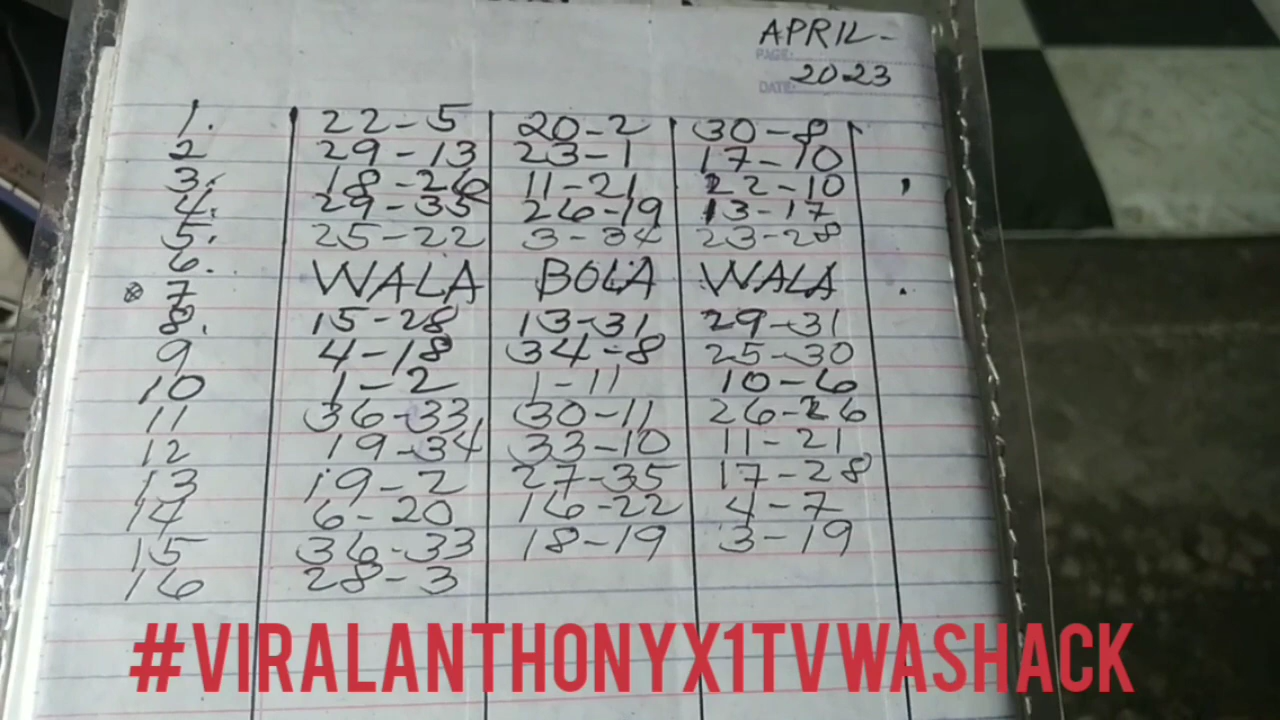 APRIL-
PAGE:
DATE: 2023
1. 22-5 20-2 30-8
2 29-13 23-1 17-10
3. 18-26 11-21 22-10
4. 29-35 26-19 13-17
5. 25-22 3-34 23-28
6.
7 WALA BOLA WALA
8. 15-28 13-31 29-31
9 4-18 34-8 25-30
10 1-2 1-11 10-6
11 36-33 30-11 26-26
12 19-34 33-10 11-21
13 19-2 27-35 17-28
14 6-20 16-22 4-7
15 36-33 18-19 3-19
16 28-3
#VIRALANTHONYX1TVWASHACK